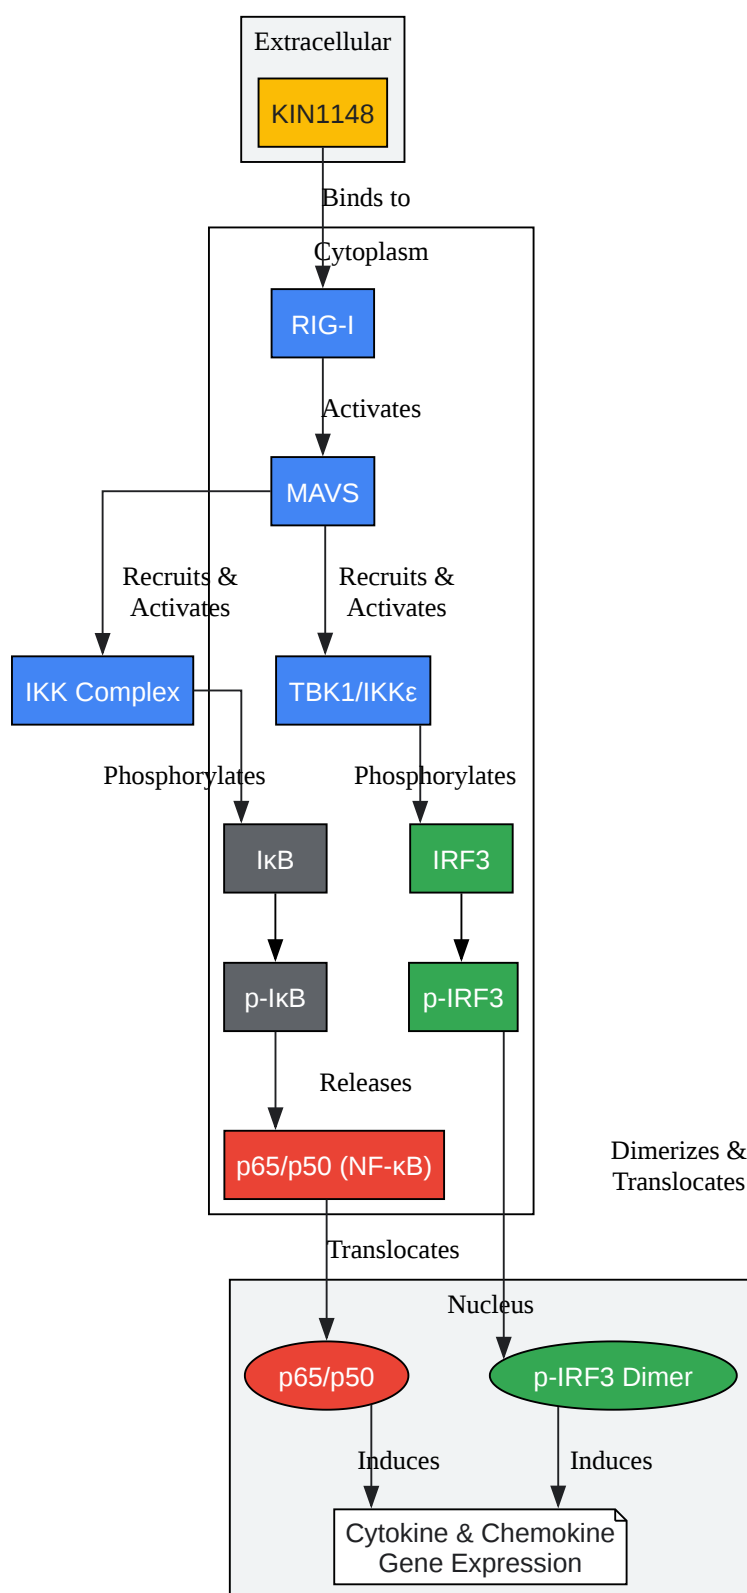 Extracellular
KIN1148
Binds to
Cytoplasm
RIG-I
Activates
MAVS
Recruits &
Activates
Recruits &
Activates
IKK Complex
TBK1/IKKε
Phosphorylates
Phosphorylates
IκB
IRF3
p-IκB
p-IRF3
Releases
p65/p50 (NF-κB)
Dimerizes &
Translocates
Translocates
Nucleus
p65/p50
p-IRF3 Dimer
Induces
Induces
Cytokine & Chemokine
Gene Expression